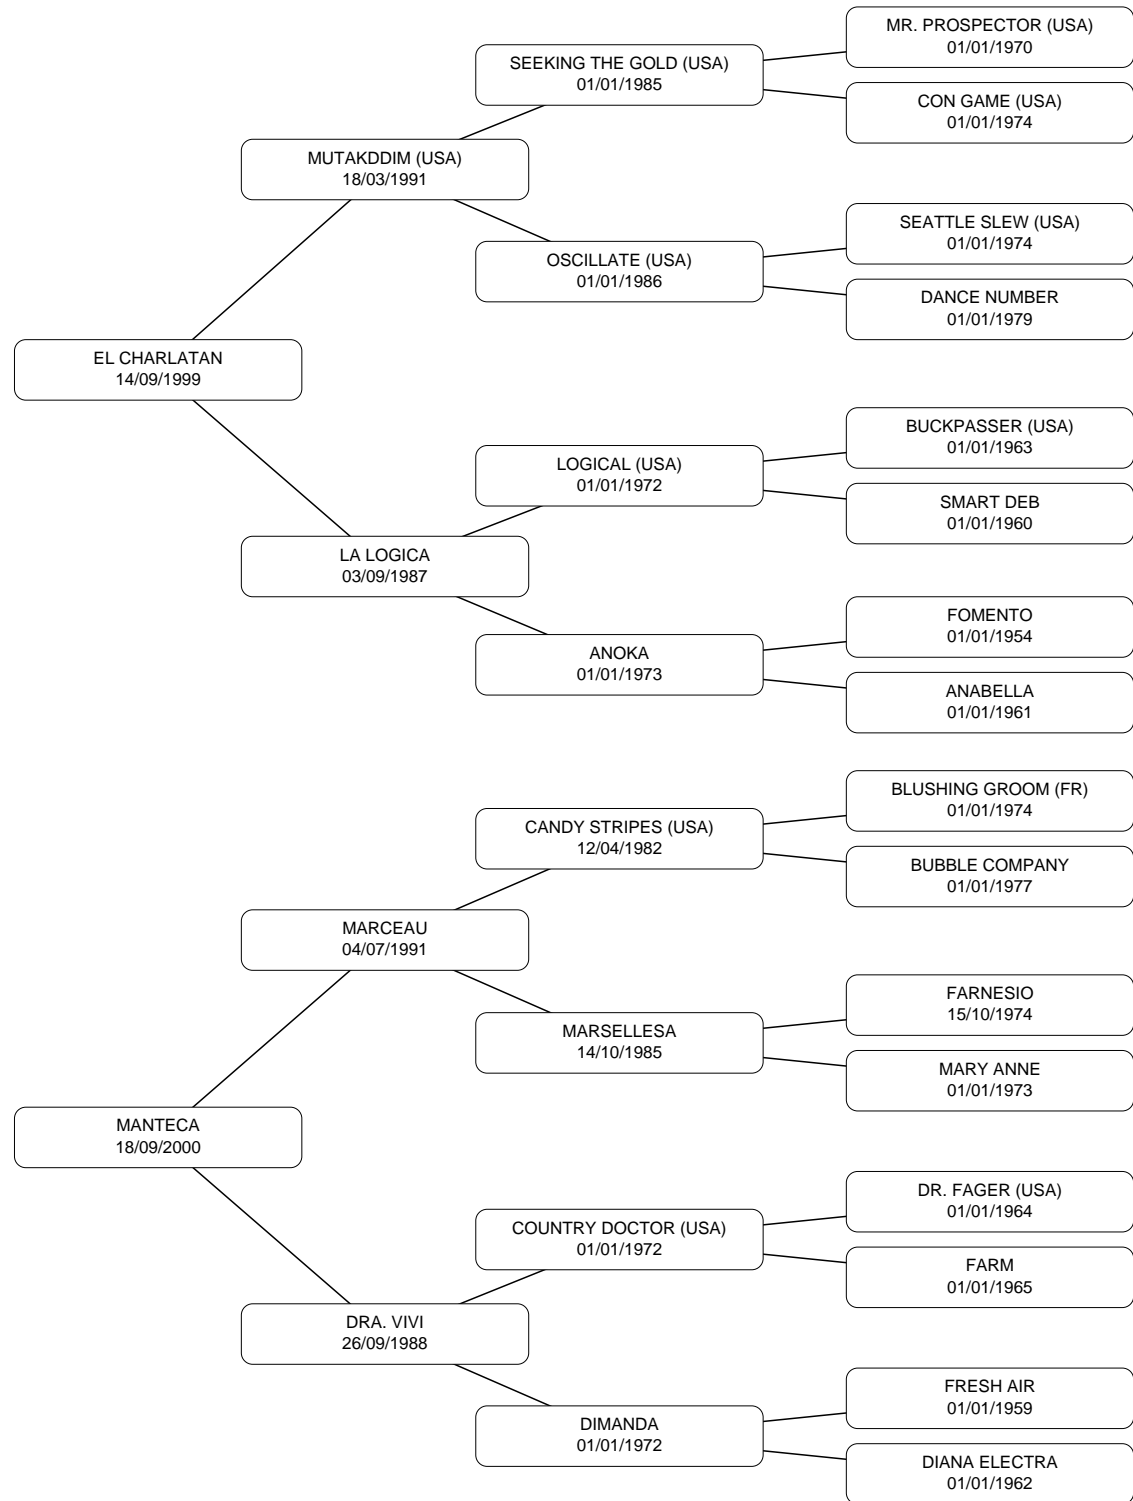 MR. PROSPECTOR (USA)
01/01/1970
SEEKING THE GOLD (USA)
01/01/1985
CON GAME (USA)
01/01/1974
MUTAKDDIM (USA)
18/03/1991
SEATTLE SLEW (USA)
01/01/1974
OSCILLATE (USA)
01/01/1986
DANCE NUMBER
01/01/1979
EL CHARLATAN
14/09/1999
BUCKPASSER (USA)
01/01/1963
LOGICAL (USA)
01/01/1972
SMART DEB
01/01/1960
LA LOGICA
03/09/1987
FOMENTO
01/01/1954
ANOKA
01/01/1973
ANABELLA
01/01/1961
BLUSHING GROOM (FR)
01/01/1974
CANDY STRIPES (USA)
12/04/1982
BUBBLE COMPANY
01/01/1977
MARCEAU
04/07/1991
FARNESIO
15/10/1974
MARSELLESA
14/10/1985
MARY ANNE
01/01/1973
MANTECA
18/09/2000
DR. FAGER (USA)
01/01/1964
COUNTRY DOCTOR (USA)
01/01/1972
FARM
01/01/1965
DRA. VIVI
26/09/1988
FRESH AIR
01/01/1959
DIMANDA
01/01/1972
DIANA ELECTRA
01/01/1962